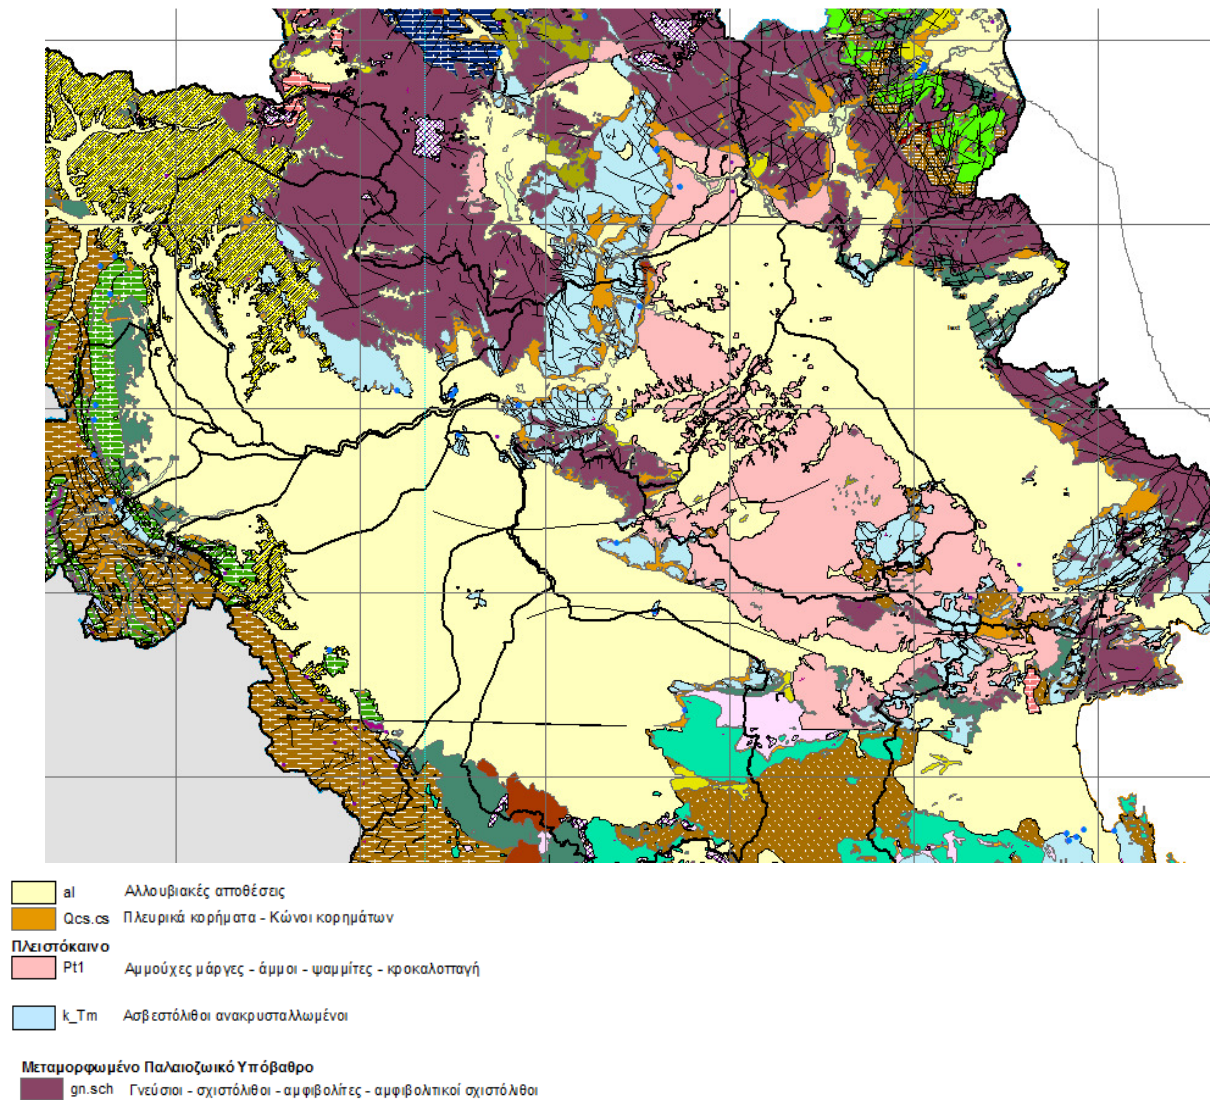 al Αλλουβιακές αποθέσεις
Qcs.cs Πλευρικά κορήματα - Κώνοι κορημάτων
Πλειστόκαινο
Pt1 Αμμούχες μάργες - άμμοι - ψαμμίτες - κροκαλοπαγή
k_Tm Ασβεστόλιθοι ανακρυσταλλωμένοι
Μεταμορφωμένο Παλαιοζωικό Υπόβαθρο
gn.sch Γνεύσιοι - σχιστόλιθοι - αμφιβολίτες - αμφιβολιτικοί σχιστόλιθοι